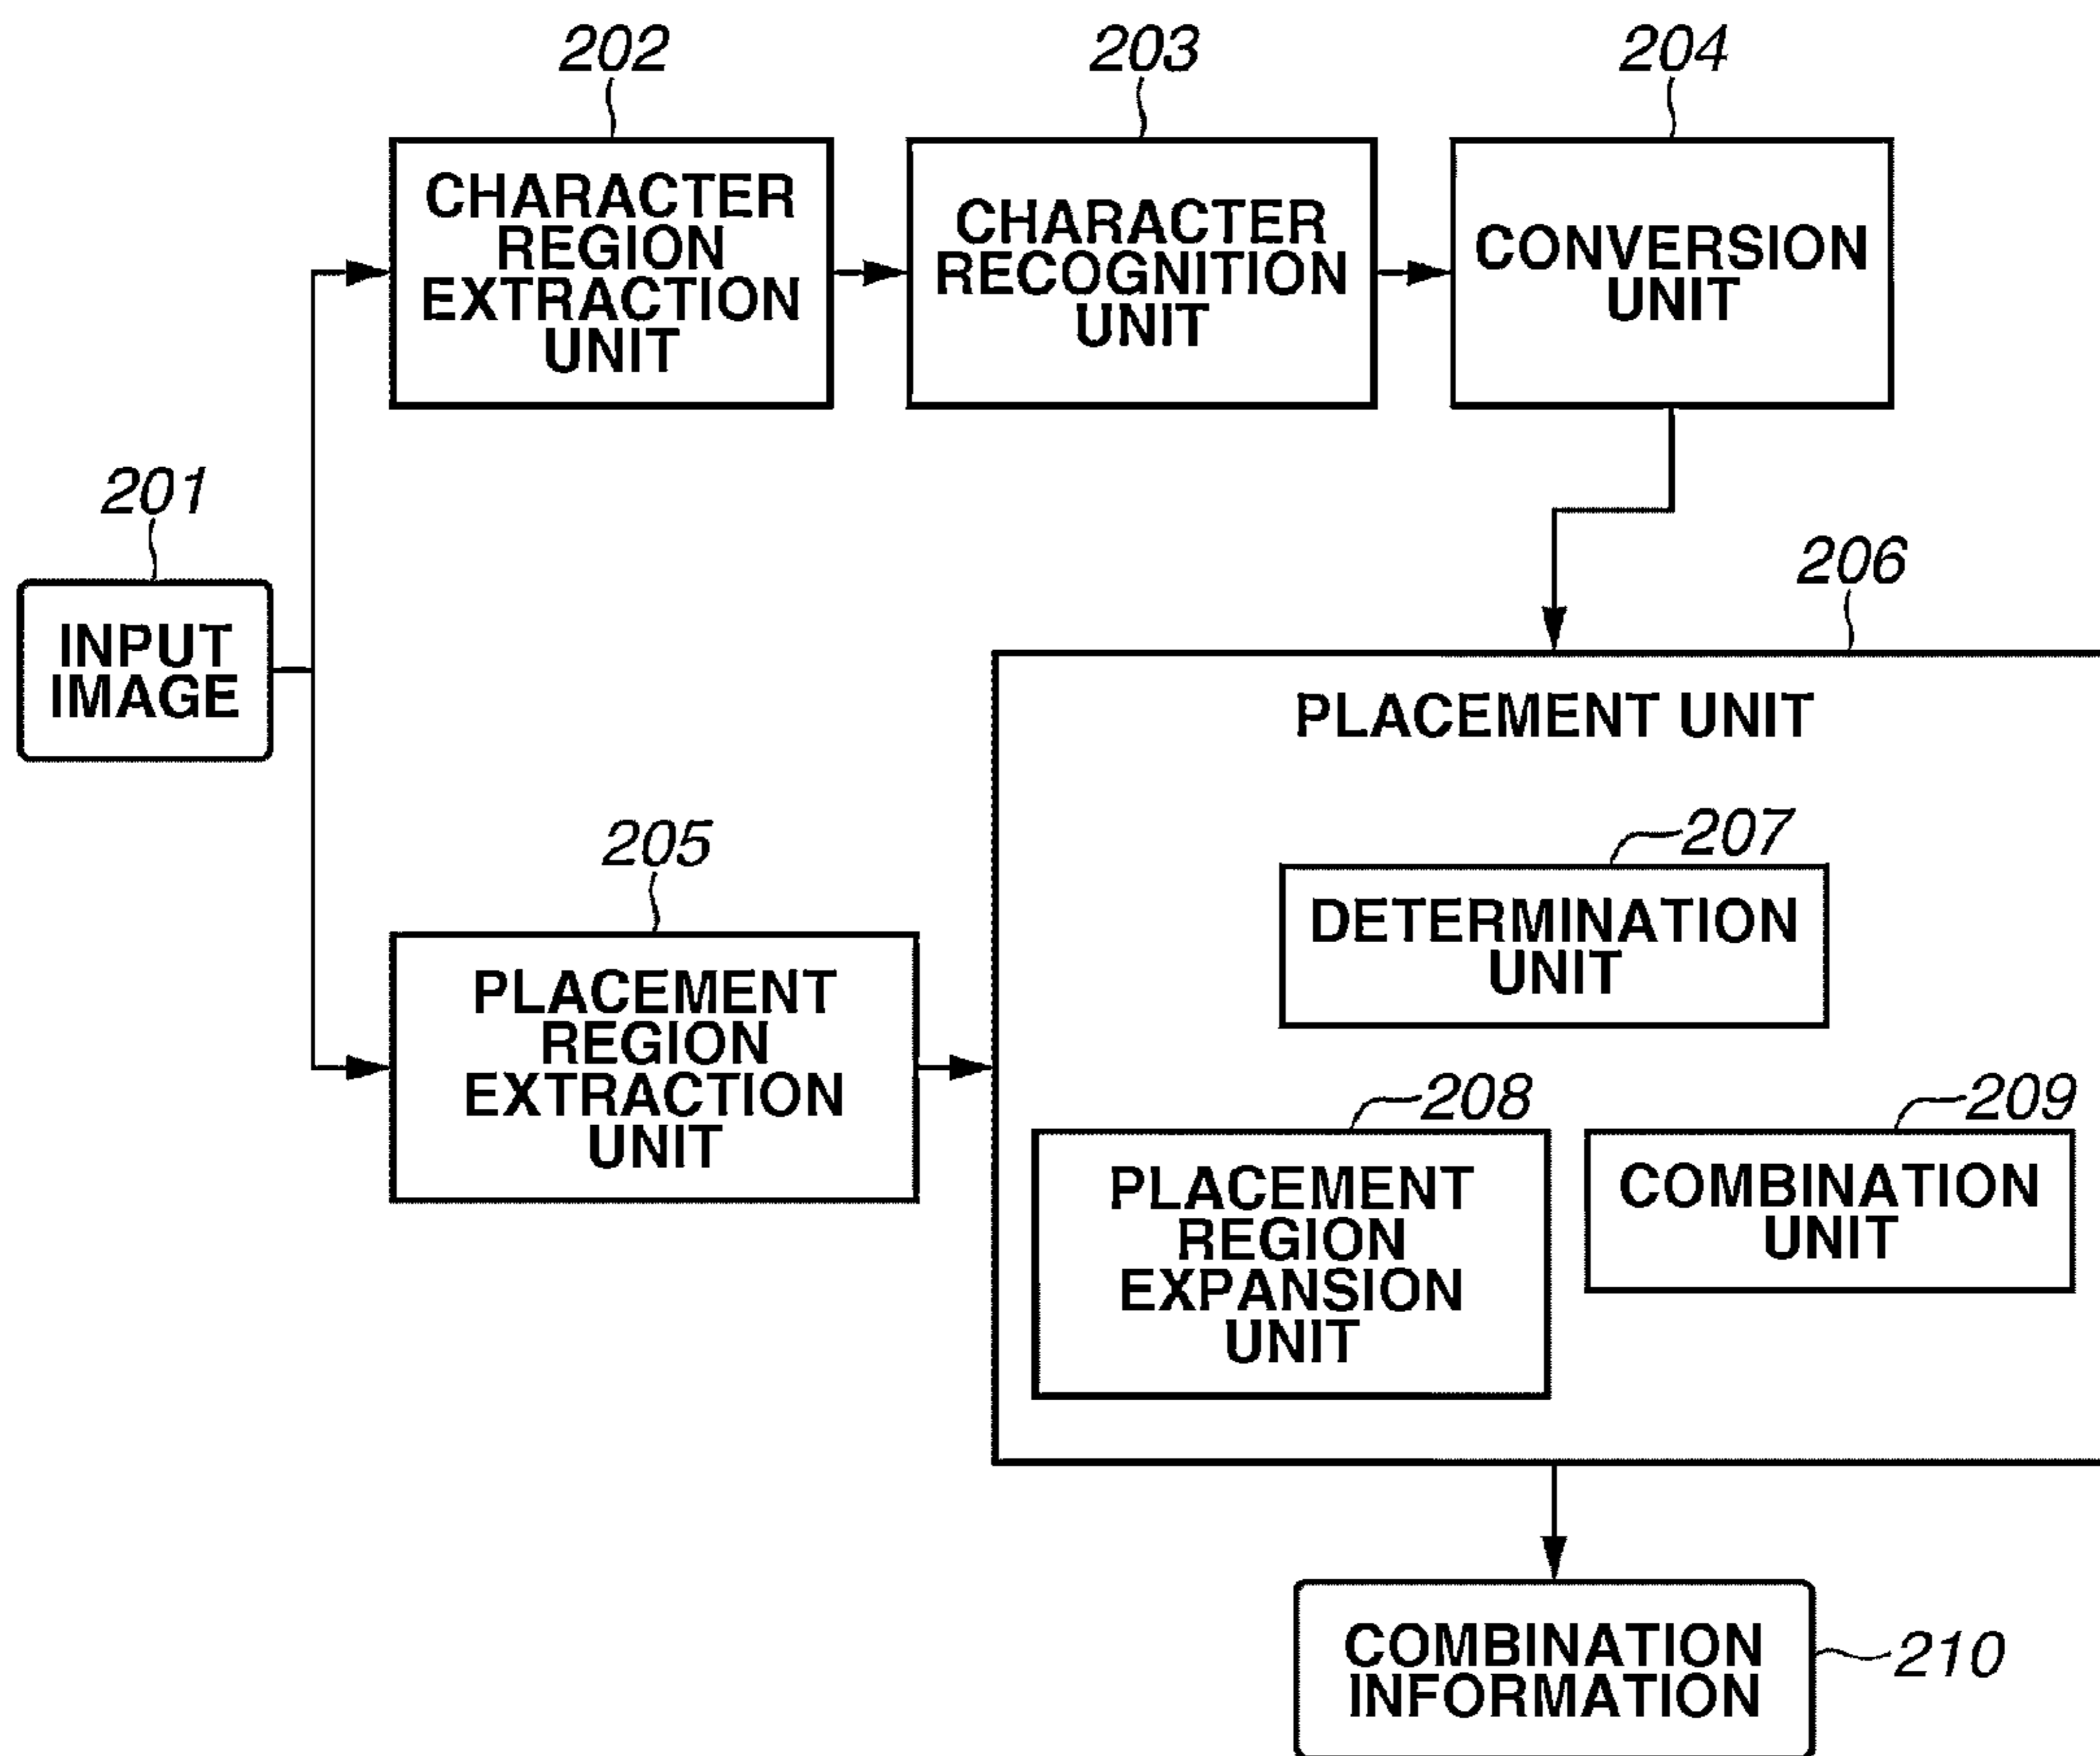 202
CHARACTER
REGION
EXTRACTION
UNIT
203
CHARACTER
RECOGNITION
UNIT
204
CONVERSION
UNIT
201
INPUT
IMAGE
206
PLACEMENT UNIT
205
PLACEMENT
REGION
EXTRACTION
UNIT
207
DETERMINATION
UNIT
208
PLACEMENT
REGION
EXPANSION
UNIT
209
COMBINATION
UNIT
COMBINATION
INFORMATION
210